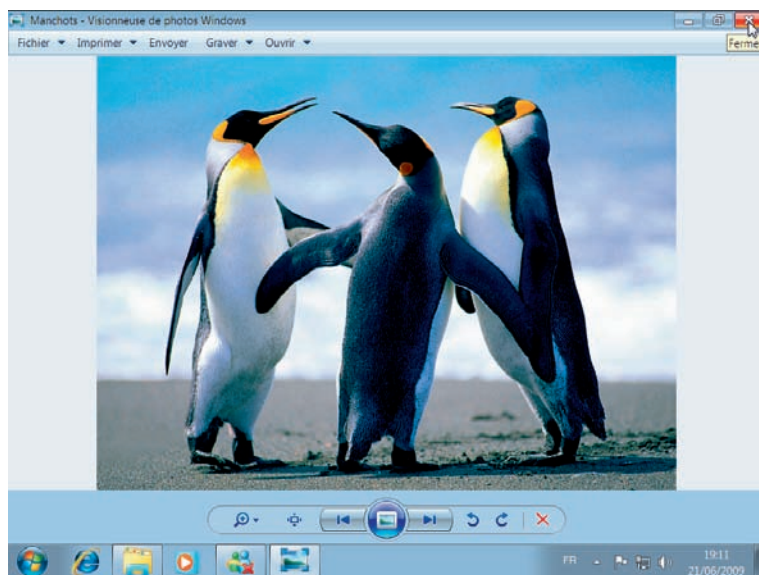 Manchots - Visionneuse de photos Windows
Fichier Imprimer Envoyer Graver Ouvrir
Ferme
FR
19:11
21/06/2009